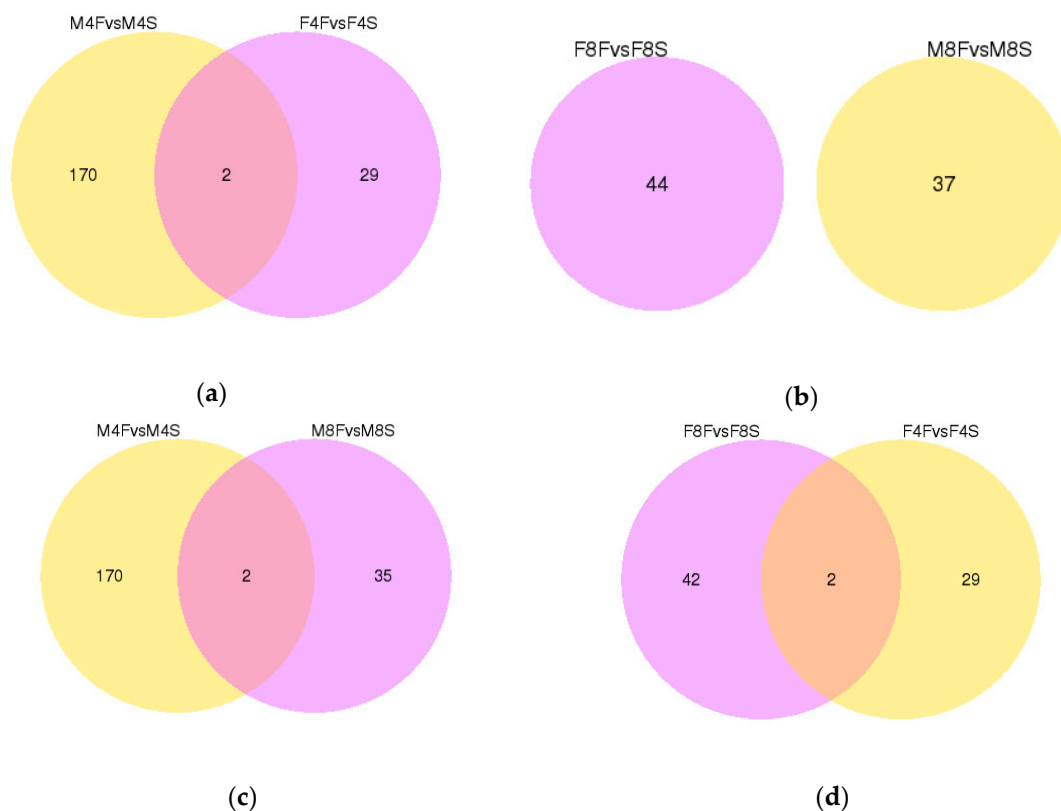 M4FvsM4S F4FvsF4S
170 2 29
(a)
F8FvsF8S M8FvsM8S
44 37
(b)
M4FvsM4S M8FvsM8S
170 2 35
(c)
F8FvsF8S F4FvsF4S
42 2 29
(d)